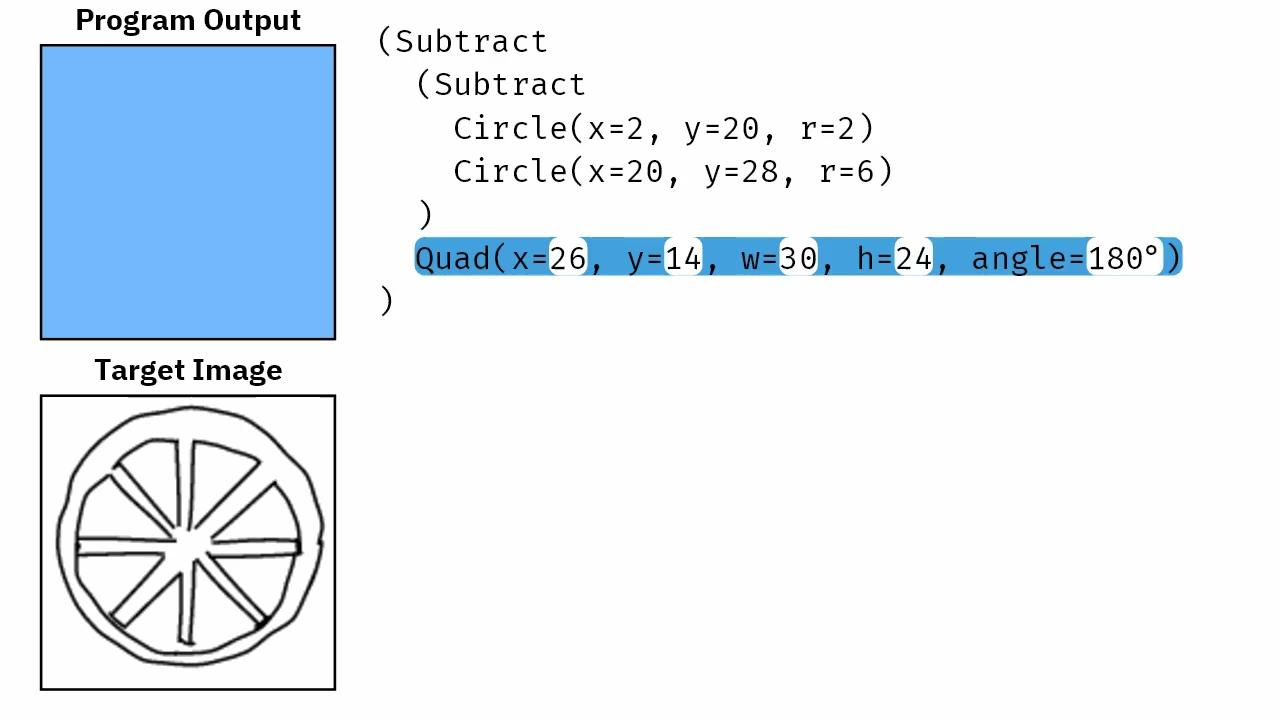 Program Output
(Subtract
(Subtract
Circle(x=2, y=20, r=2)
Circle(x=20, y=28, r=6)
)
Quad(x=26, y=14, w=30, h=24, angle=180°)
)
Target Image